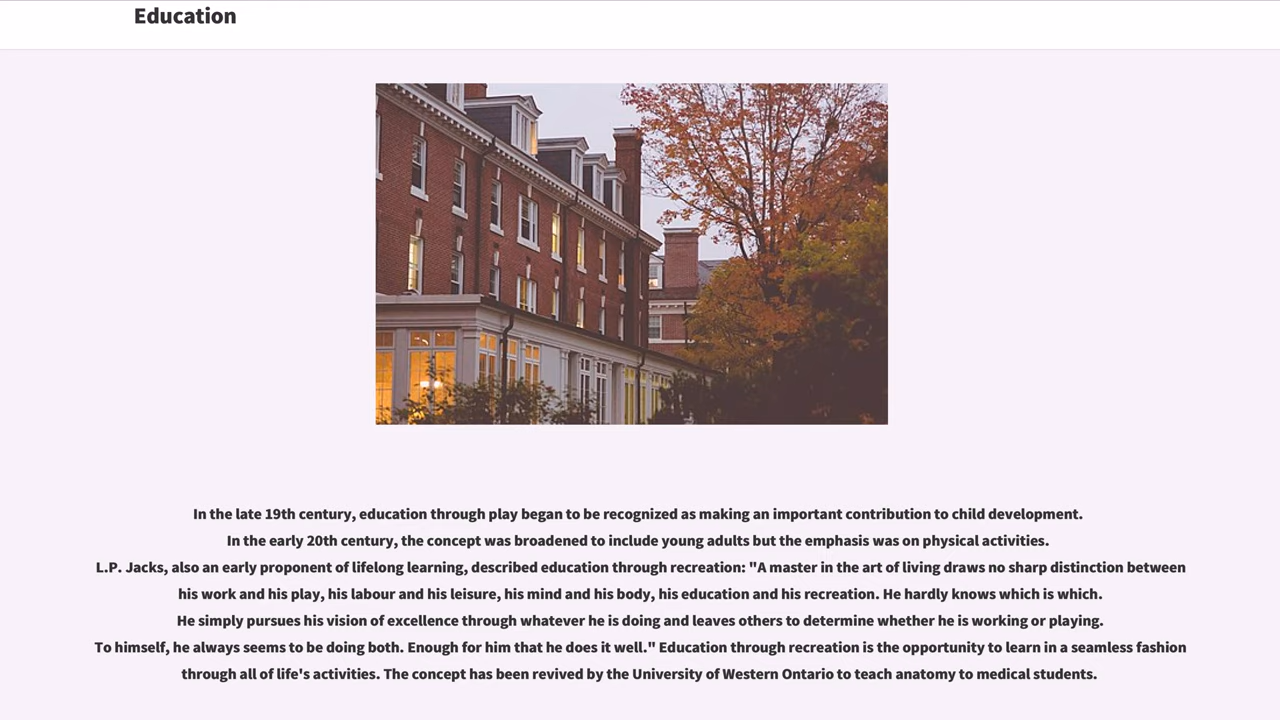 Education
In the late 19th century, education through play began to be recognized as making an important contribution to child development.
In the early 20th century, the concept was broadened to include young adults but the emphasis was on physical activities.
L.P. Jacks, also an early proponent of lifelong learning, described education through recreation: "A master in the art of living draws no sharp distinction between
his work and his play, his labour and his leisure, his mind and his body, his education and his recreation. He hardly knows which is which.
He simply pursues his vision of excellence through whatever he is doing and leaves others to determine whether he is working or playing.
To himself, he always seems to be doing both. Enough for him that he does it well." Education through recreation is the opportunity to learn in a seamless fashion
through all of life's activities. The concept has been revived by the University of Western Ontario to teach anatomy to medical students.